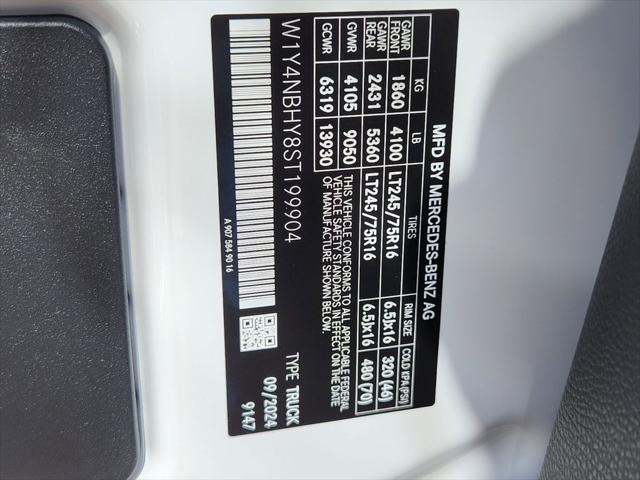 MFD BY MERCEDES-BENZ AG
KG LB TIRES RIM SIZE COLD KPA (PSI)
GAWR FRONT 1860 4100 LT245/75R16 6.5Jx16 320 (46)
GAWR REAR 2431 5360 LT245/75R16 6.5Jx16 480 (70)
GVWR 4105 9050 THIS VEHICLE CONFORMS TO ALL APPLICABLE FEDERAL
VEHICLE SAFETY STANDARDS IN EFFECT ON THE DATE
GCWR 6319 13930 OF MANUFACTURE SHOWN BELOW.
W1Y4NBHY8ST199904 TYPE TRUCK
09/2024
A 907 584 90 16 9147